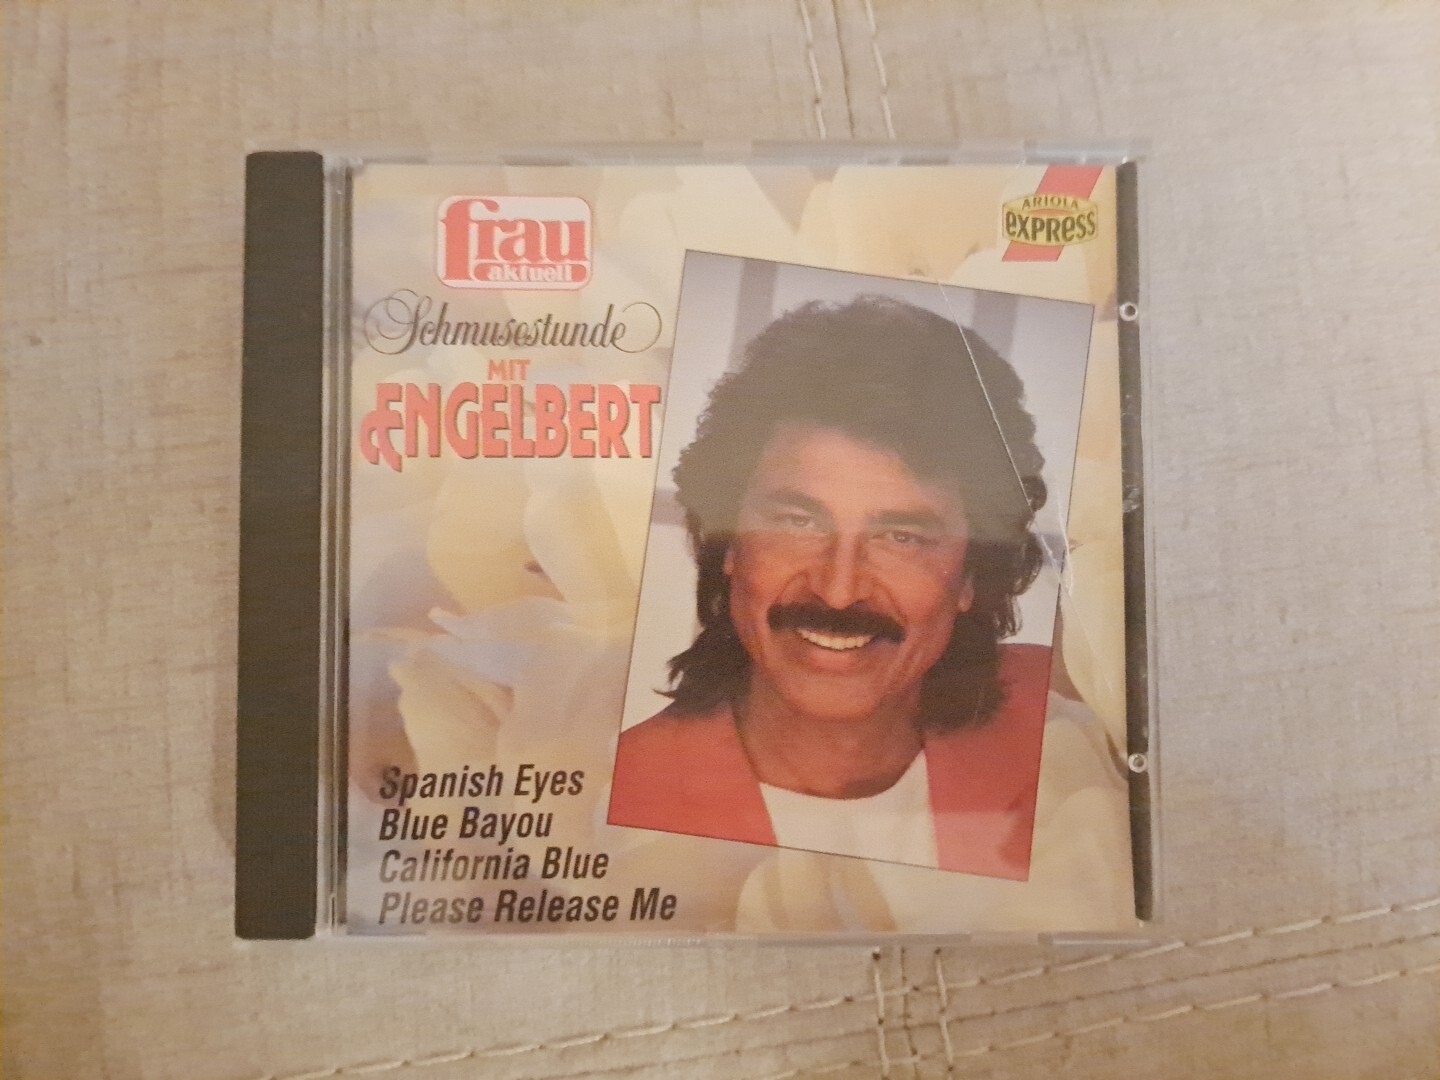 frau
aktuell
ARIOLA
EXPRESS
Schmusestunde
MIT
ENGELBERT
Spanish Eyes
Blue Bayou
California Blue
Please Release Me